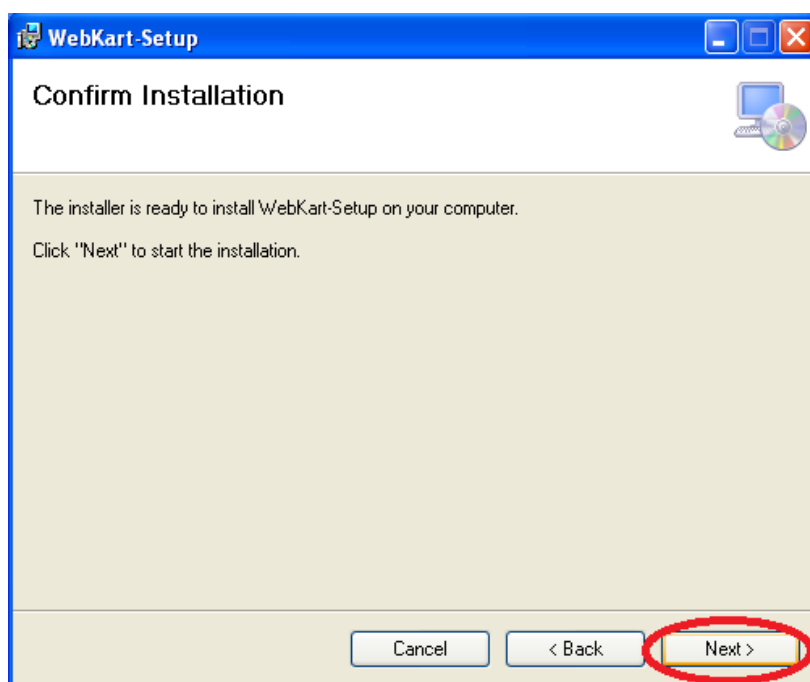 WebKart-Setup
Confirm Installation
The installer is ready to install WebKart-Setup on your computer.
Click "Next" to start the installation.
Cancel
< Back
Next >